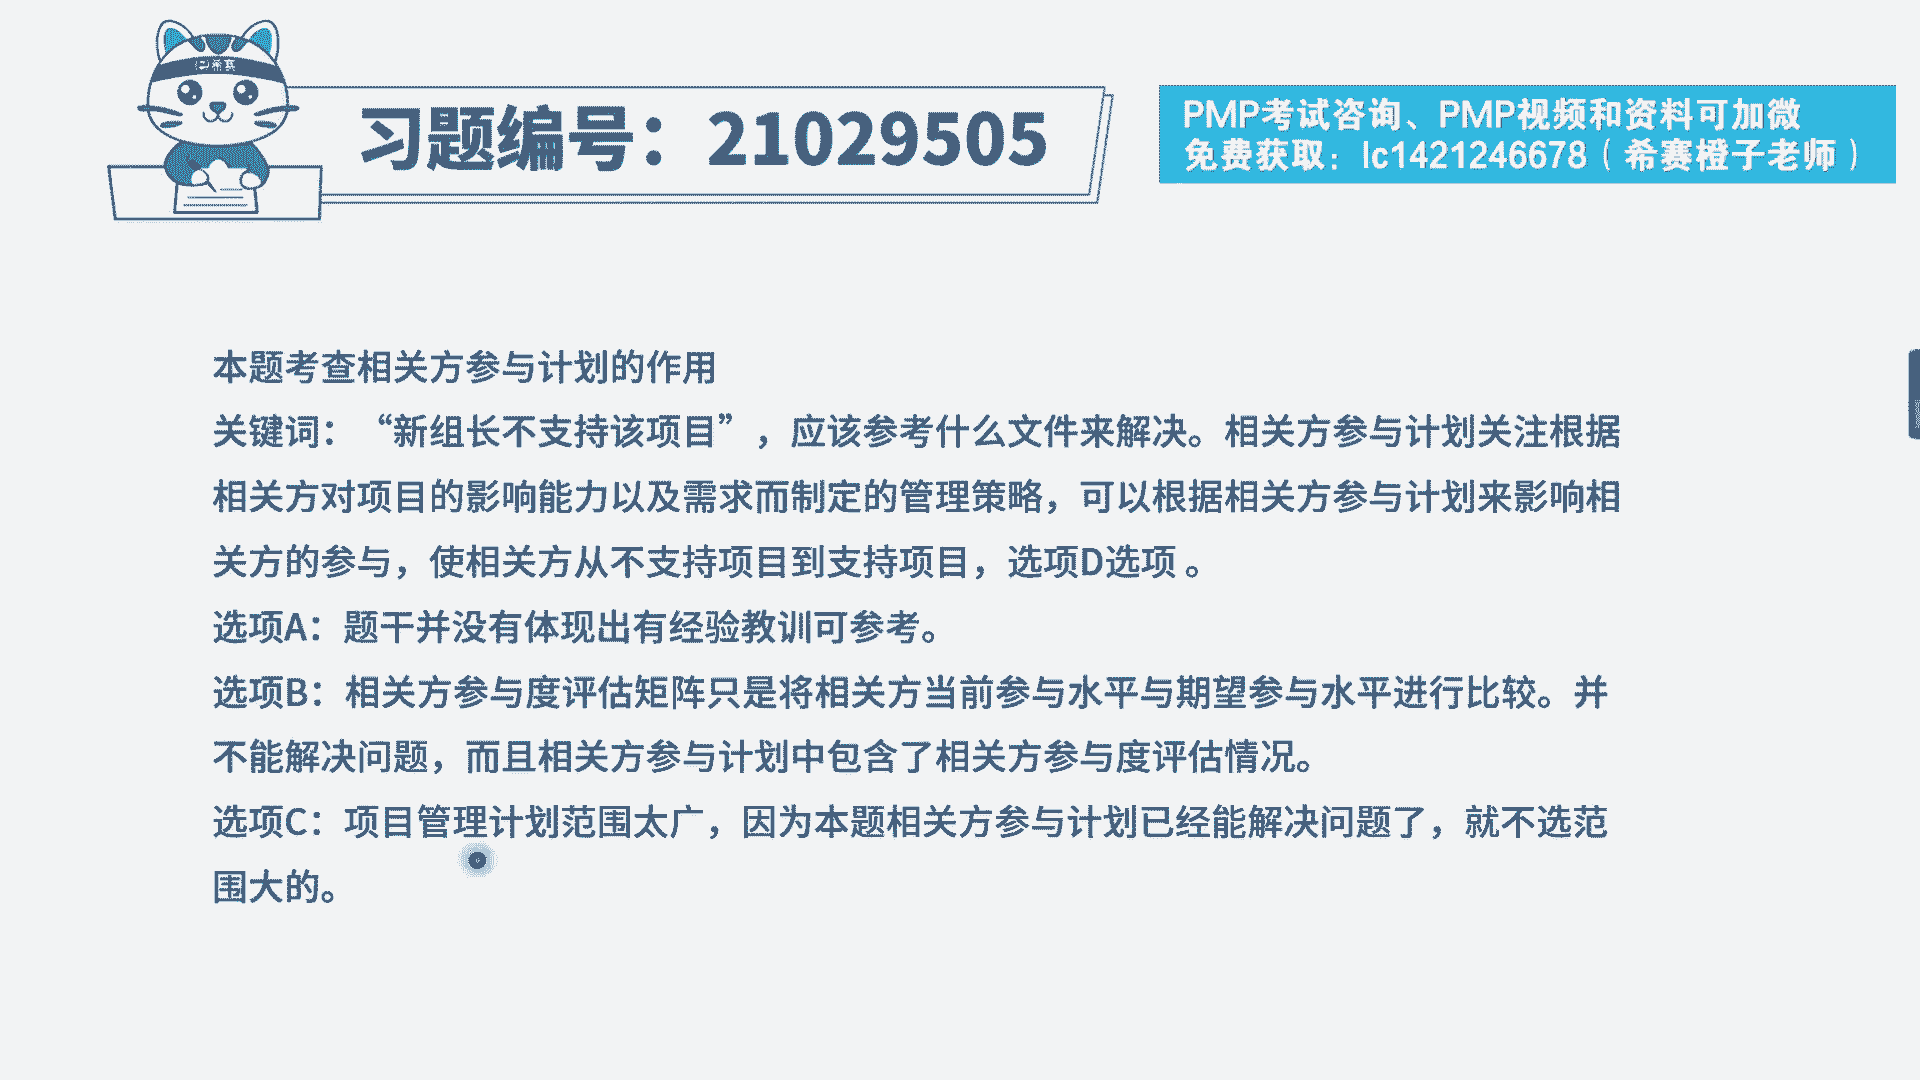 希赛
习题编号：21029505
PMP考试咨询、PMP视频和资料可加微
免费获取：lc1421246678（希赛橙子老师）
本题考查相关方参与计划的作用
关键词：“新组长不支持该项目”，应该参考什么文件来解决。相关方参与计划关注根据
相关方对项目的影响能力以及需求而制定的管理策略，可以根据相关方参与计划来影响相
关方的参与，使相关方从不支持项目到支持项目，选项D选项 。
选项A：题干并没有体现出有经验教训可参考。
选项B：相关方参与度评估矩阵只是将相关方当前参与水平与期望参与水平进行比较。并
不能解决问题，而且相关方参与计划中包含了相关方参与度评估情况。
选项C：项目管理计划范围太广，因为本题相关方参与计划已经能解决问题了，就不选范
围大的。